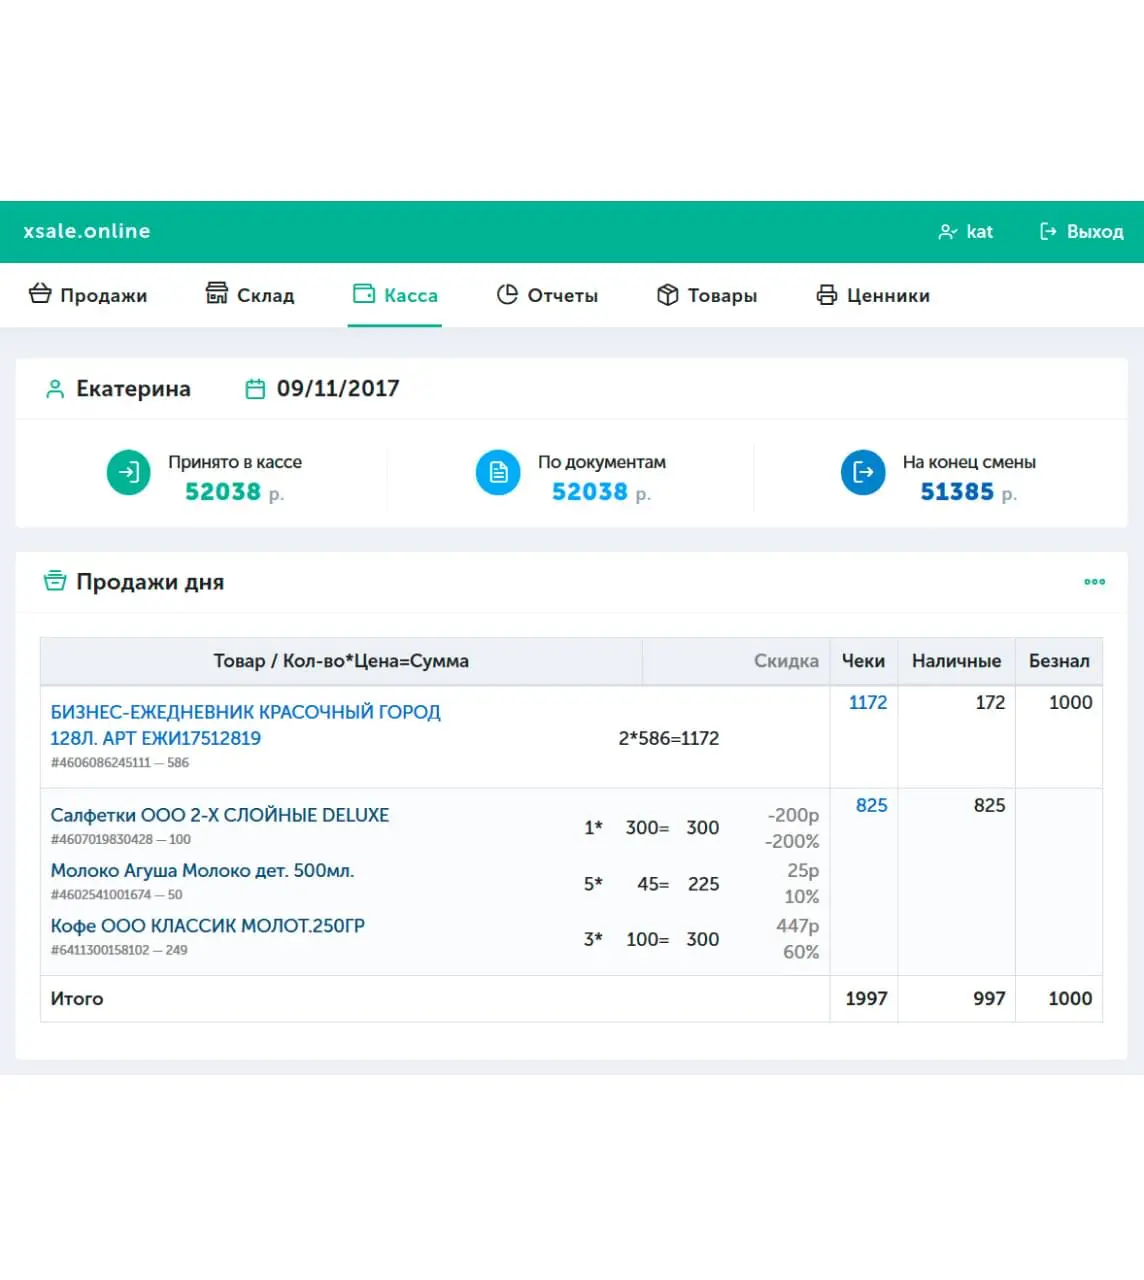 xsale.online
kat
Выход
Продажи
Склад
Касса
Отчеты
Товары
Ценники
Екатерина
09/11/2017
Принято в кассе
52038 р.
По документам
52038 р.
На конец смены
51385 р.
Продажи дня
Товар / Кол-во*Цена=Сумма Скидка Чеки Наличные Безнал
БИЗНЕС-ЕЖЕДНЕВНИК КРАСОЧНЫЙ ГОРОД
128Л. АРТ ЕЖИ17512819
#4606086245111 — 586
2*586=1172
1172 172 1000
Салфетки ООО 2-Х СЛОЙНЫЕ DELUXE
#4607019830428 — 100
1* 300= 300
-200р
-200%
825 825
Молоко Агуша Молоко дет. 500мл.
#4602541001674 — 50
5* 45= 225
25р
10%
Кофе ООО КЛАССИК МОЛОТ.250ГР
#6411300158102 — 249
3* 100= 300
447р
60%
Итого 1997 997 1000